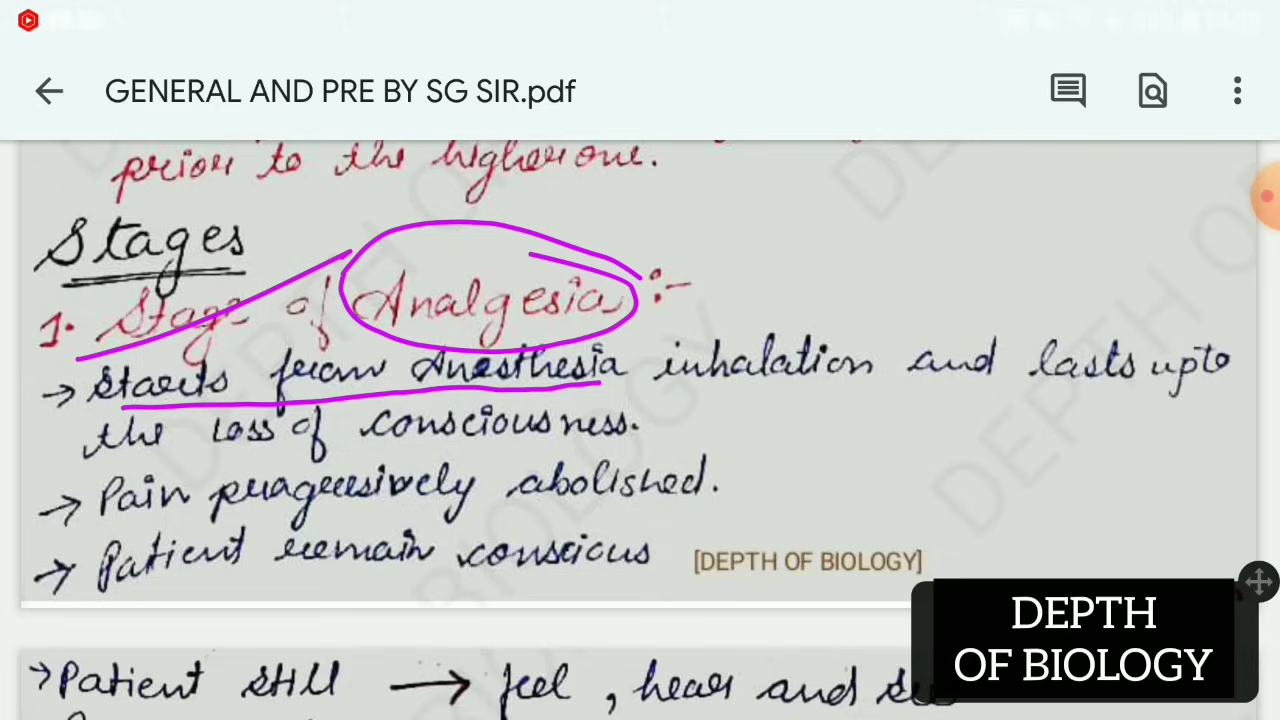 GENERAL AND PRE BY SG SIR.pdf
prior to the higher one.
Stages
1. Stage of Analgesia :-
→ Starts from Anesthesia inhalation and lasts upto
the loss of consciousness.
→ Pain progressively abolished.
→ Patient remain conscious [DEPTH OF BIOLOGY]
DEPTH
OF BIOLOGY
→ Patient still → feel , hear and see